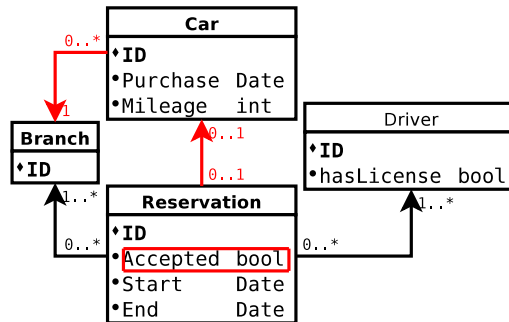 Car
0..*
ID
Purchase Date
Mileage int
1
Branch
ID
0..1
Driver
ID
hasLicense bool
0..1
1..*
1..*
Reservation
ID
0..*
0..*
Accepted bool
Start Date
End Date